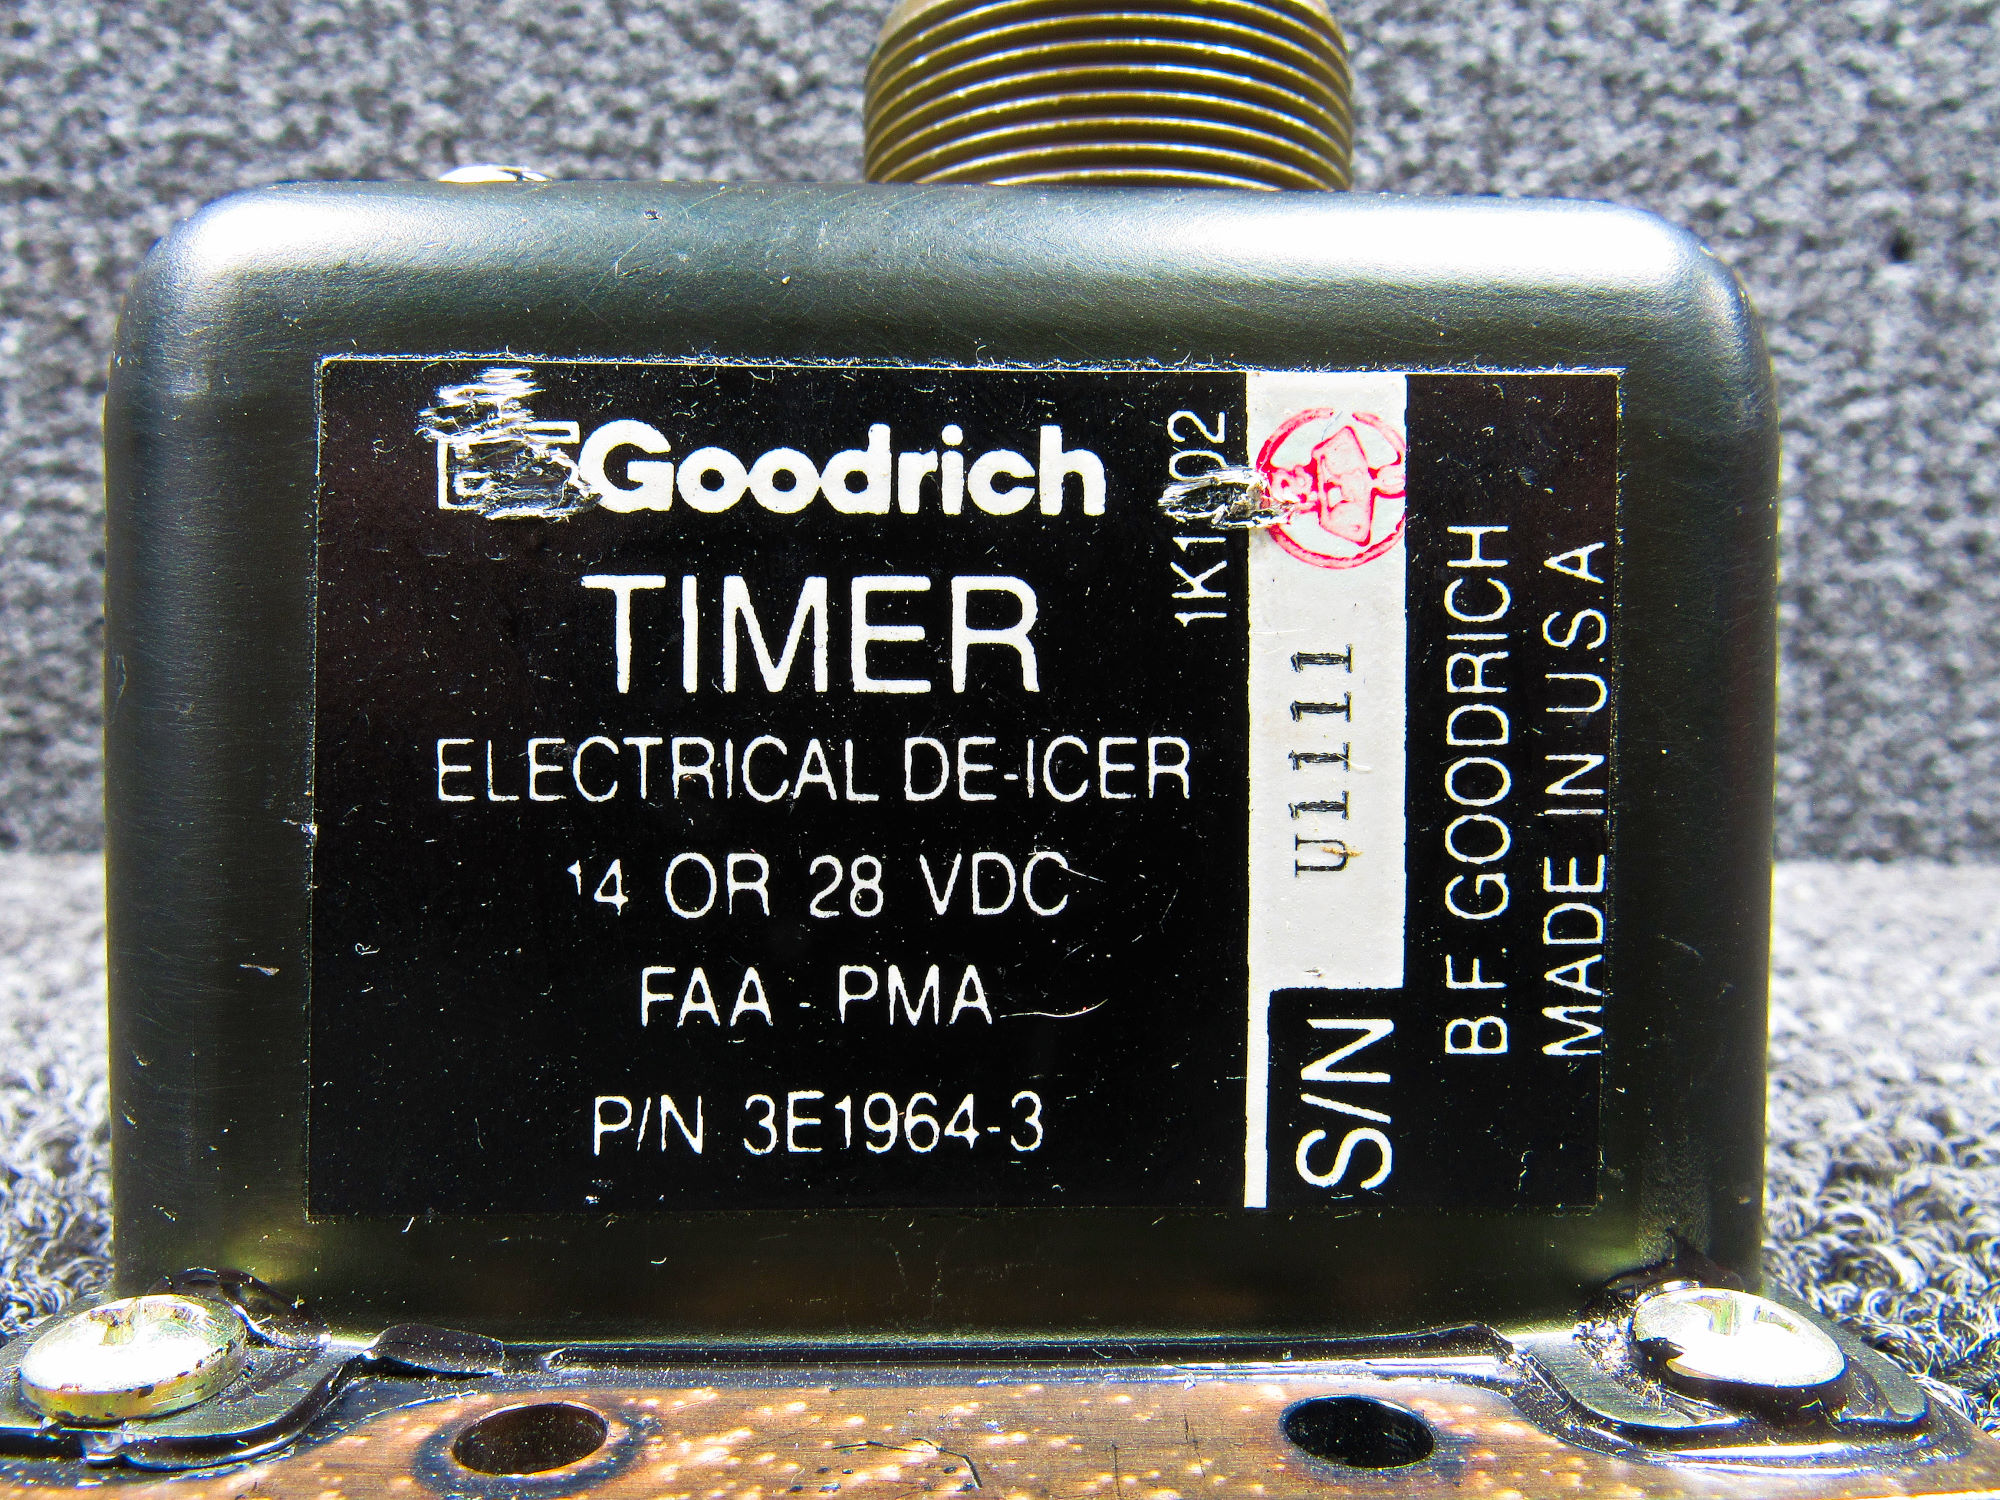 Goodrich
TIMER
ELECTRICAL DE-ICER
14 OR 28 VDC
FAA - PMA
P/N 3E1964-3
S/N U1111
B.F. GOODRICH
MADE IN U.S.A